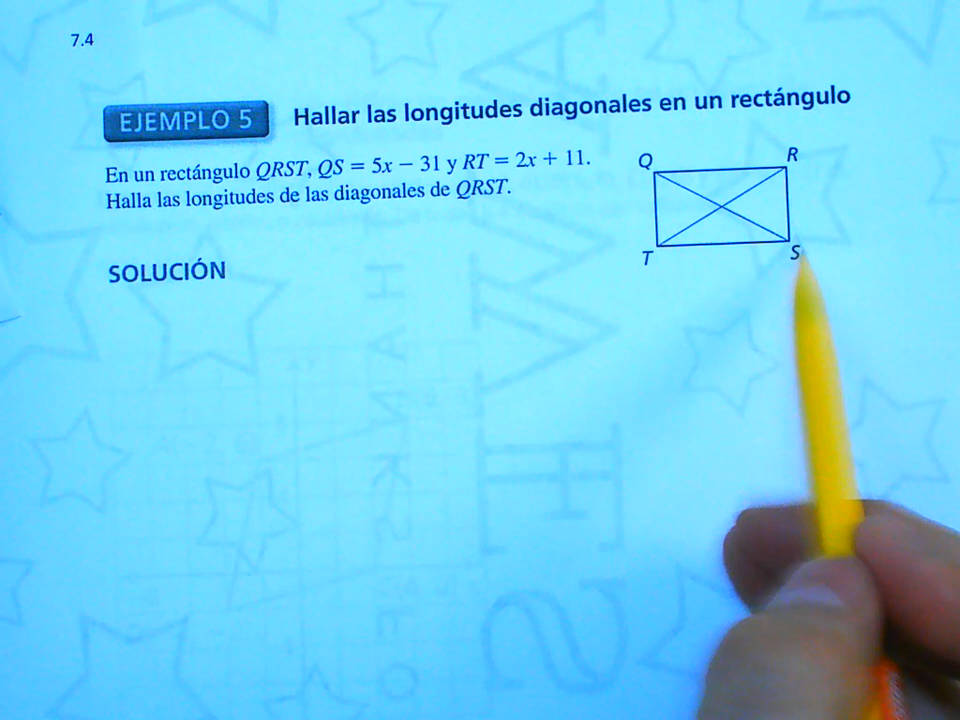 7.4
EJEMPLO 5 Hallar las longitudes diagonales en un rectángulo
En un rectángulo QRST, QS = 5x − 31 y RT = 2x + 11.
Halla las longitudes de las diagonales de QRST.
Q R
T S
SOLUCIÓN